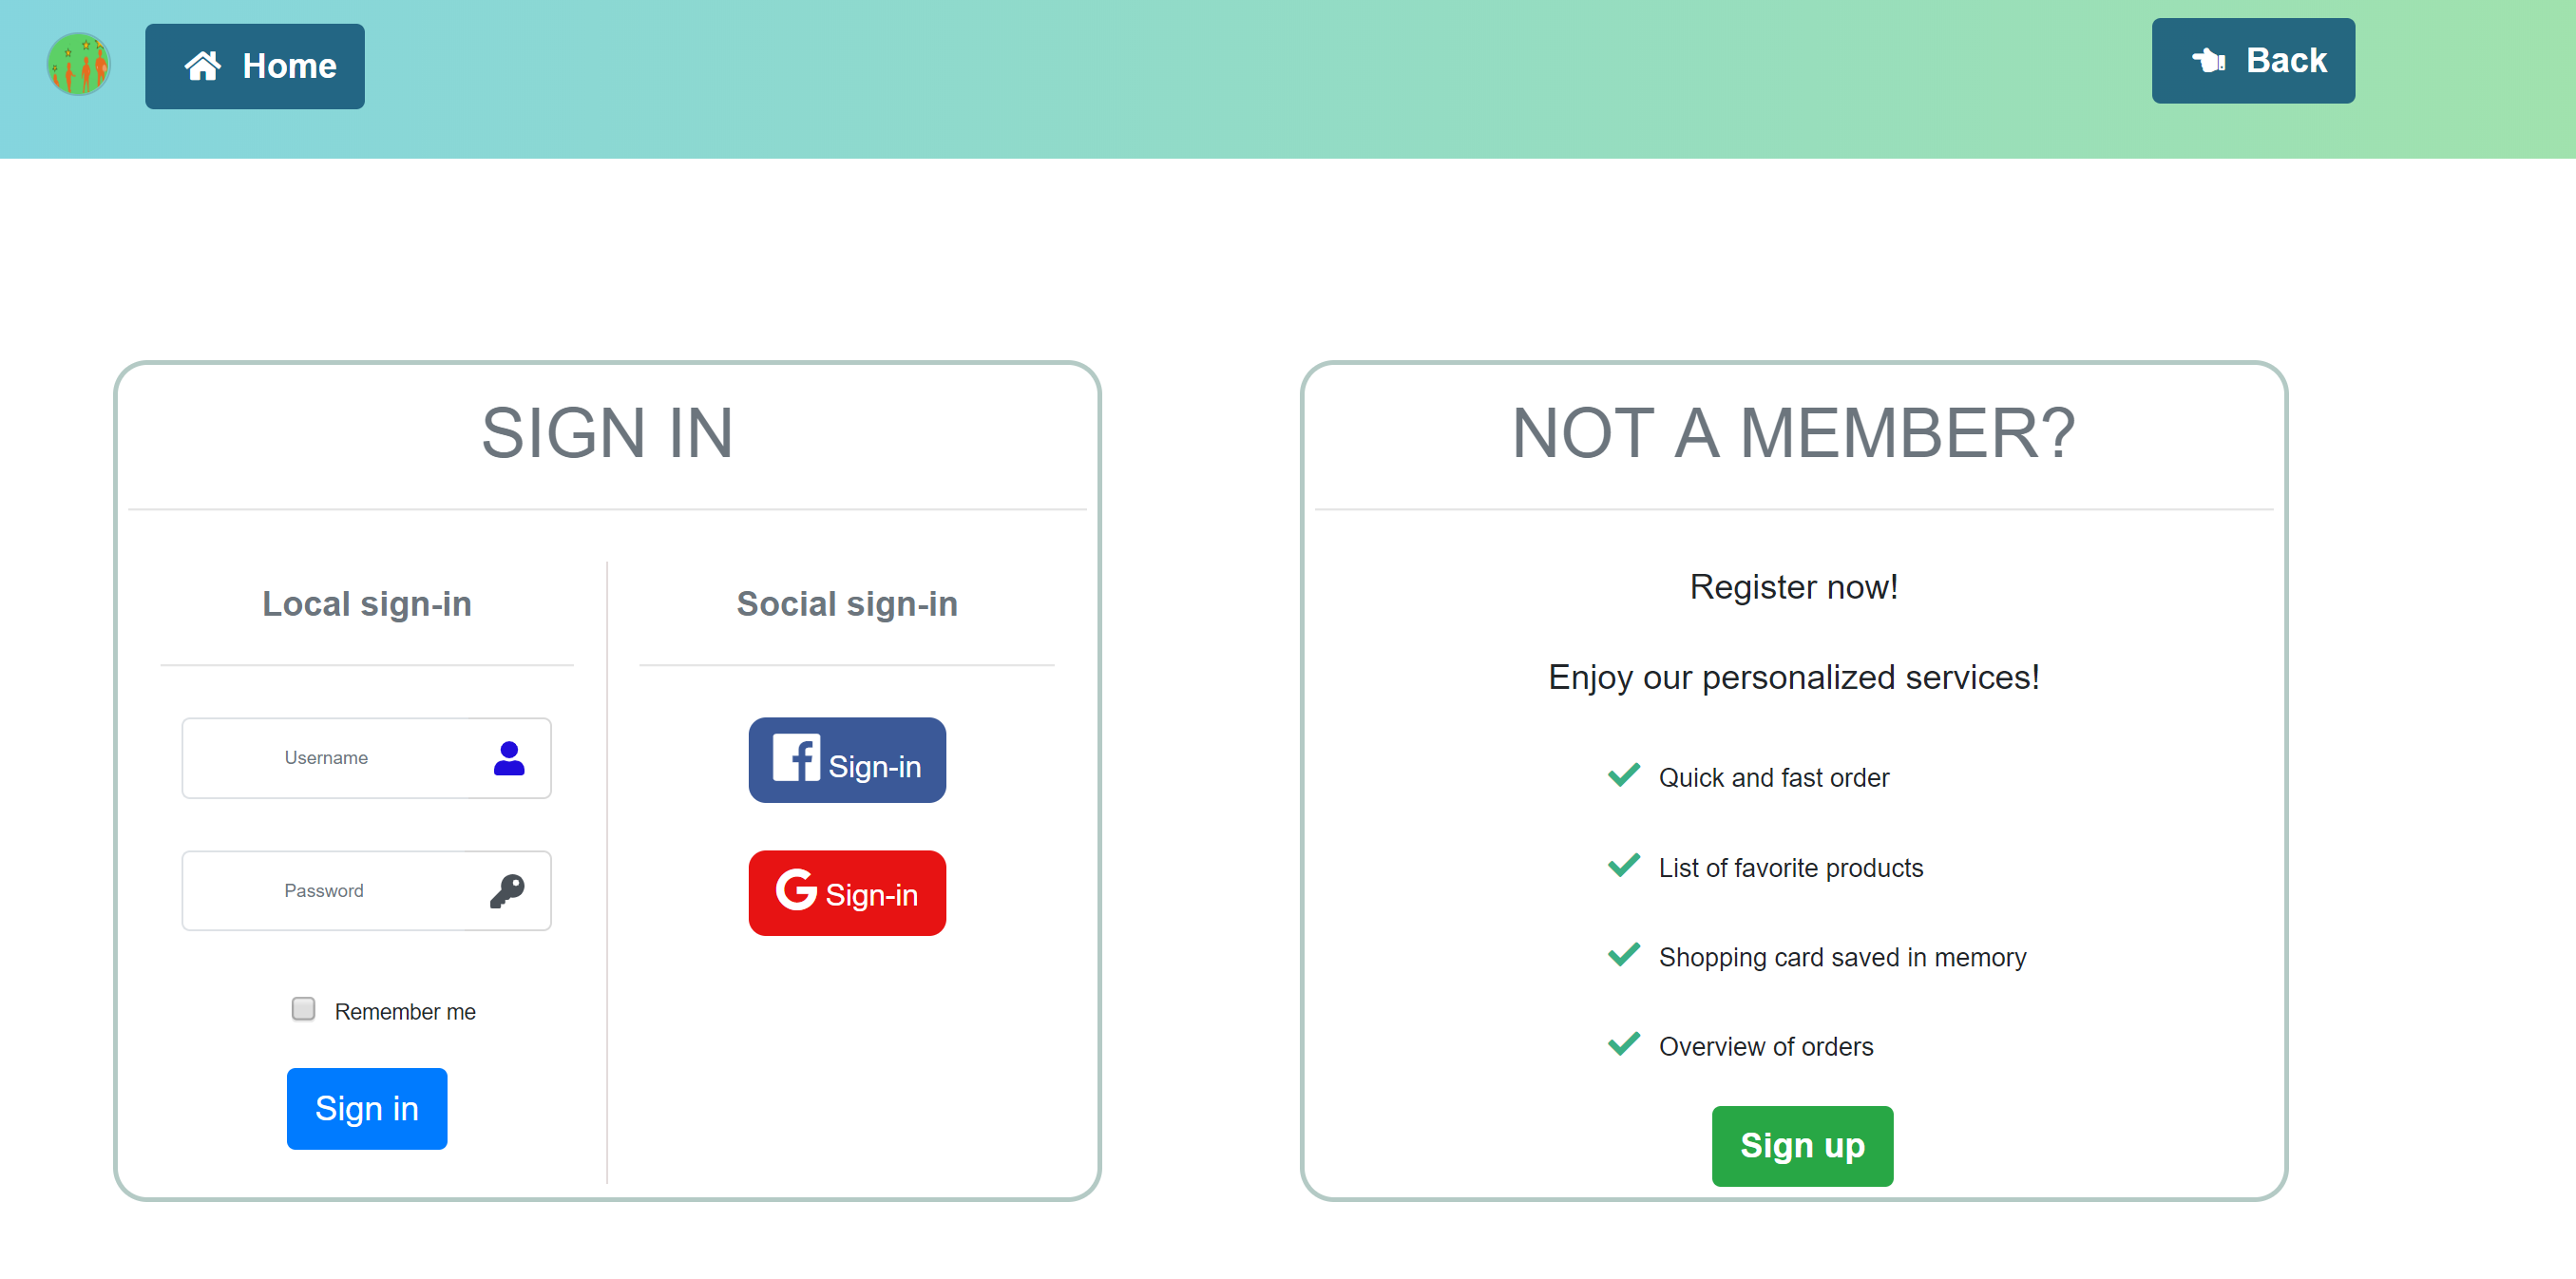 Home
Back
SIGN IN
Local sign-in
Social sign-in
Username
Password
Remember me
Sign in
Sign-in
Sign-in
NOT A MEMBER?
Register now!
Enjoy our personalized services!
Quick and fast order
List of favorite products
Shopping card saved in memory
Overview of orders
Sign up